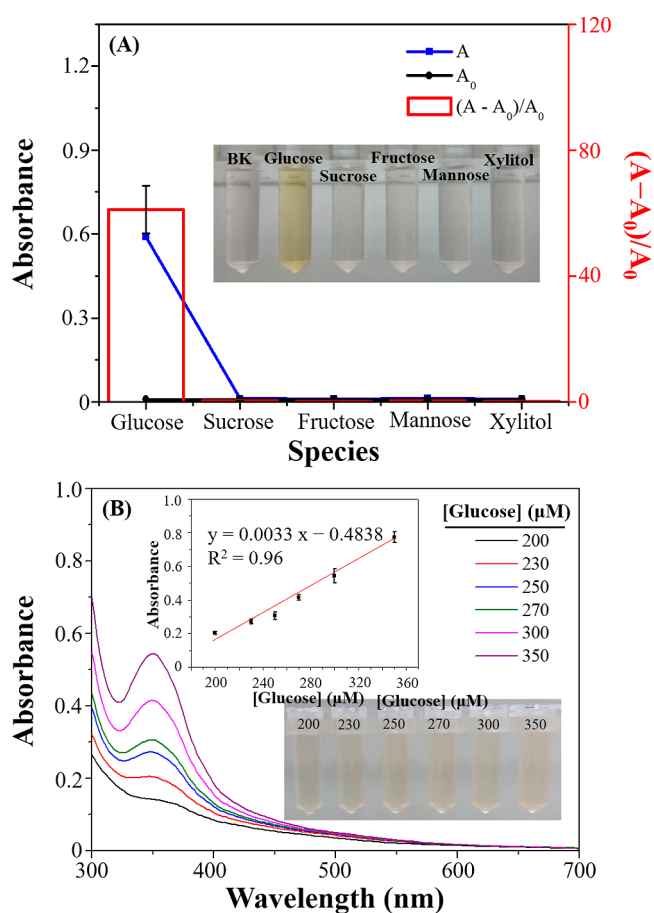 (A)
A
A₀
(A - A₀)/A₀
1.2
0.9
0.6
0.3
0
120
80
40
0
Absorbance
(A−A₀)/A₀
BK Glucose Sucrose Fructose Mannose Xylitol
Glucose Sucrose Fructose Mannose Xylitol
Species
(B)
[Glucose] (μM)
200
230
250
270
300
350
1.0
0.8
0.6
0.4
0.2
0
Absorbance
y = 0.0033 x − 0.4838
R² = 0.96
1.0
0.8
0.6
0.4
0.2
0
Absorbance
200 240 280 320 360
[Glucose] (μM)
[Glucose] (μM)
200 230 250 270 300 350
300 400 500 600 700
Wavelength (nm)